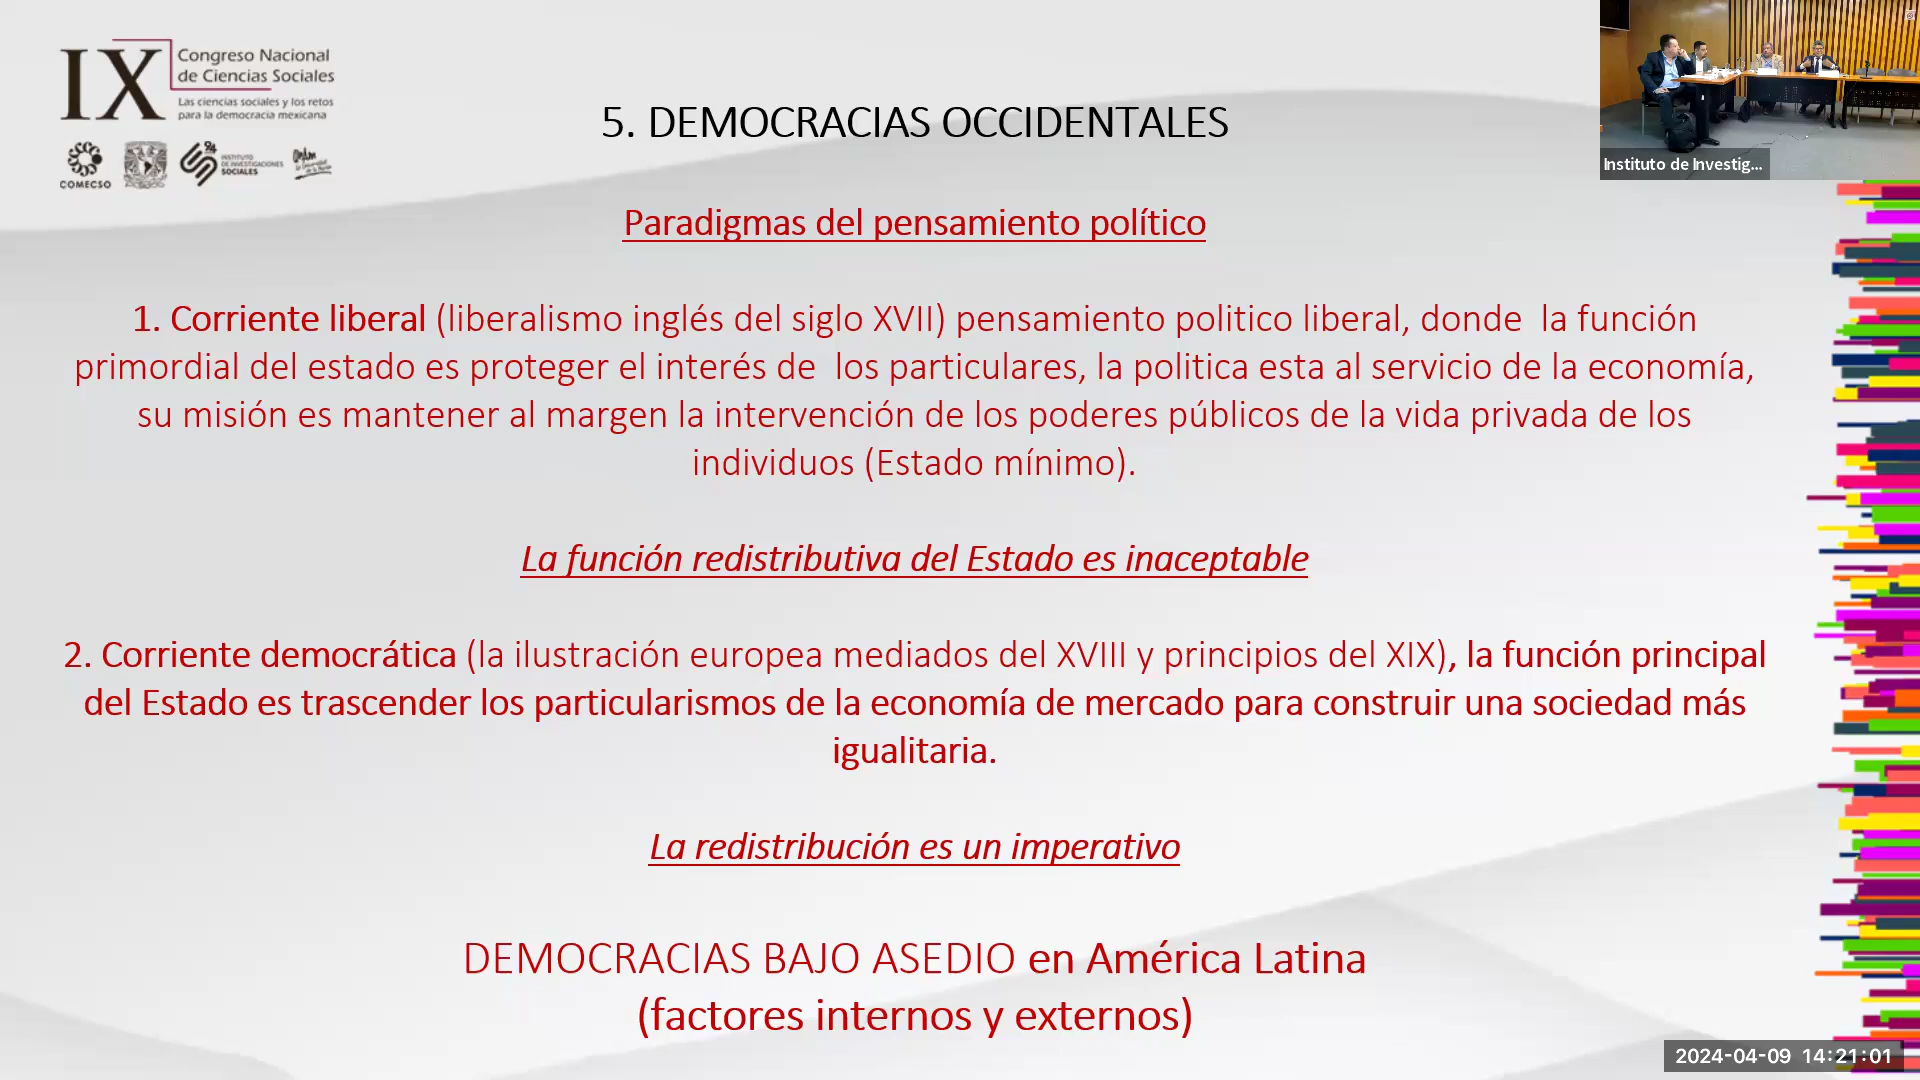 IX
Congreso Nacional
de Ciencias Sociales
Las ciencias sociales y los retos
para la democracia mexicana
COMECSO
INSTITUTO
DE INVESTIGACIONES
SOCIALES
Instituto de Investig...
5. DEMOCRACIAS OCCIDENTALES
Paradigmas del pensamiento político
1. Corriente liberal (liberalismo inglés del siglo XVII) pensamiento politico liberal, donde la función
primordial del estado es proteger el interés de los particulares, la politica esta al servicio de la economía,
su misión es mantener al margen la intervención de los poderes públicos de la vida privada de los
individuos (Estado mínimo).
La función redistributiva del Estado es inaceptable
2. Corriente democrática (la ilustración europea mediados del XVIII y principios del XIX), la función principal
del Estado es trascender los particularismos de la economía de mercado para construir una sociedad más
igualitaria.
La redistribución es un imperativo
DEMOCRACIAS BAJO ASEDIO en América Latina
(factores internos y externos)
2024-04-09 14:21:01